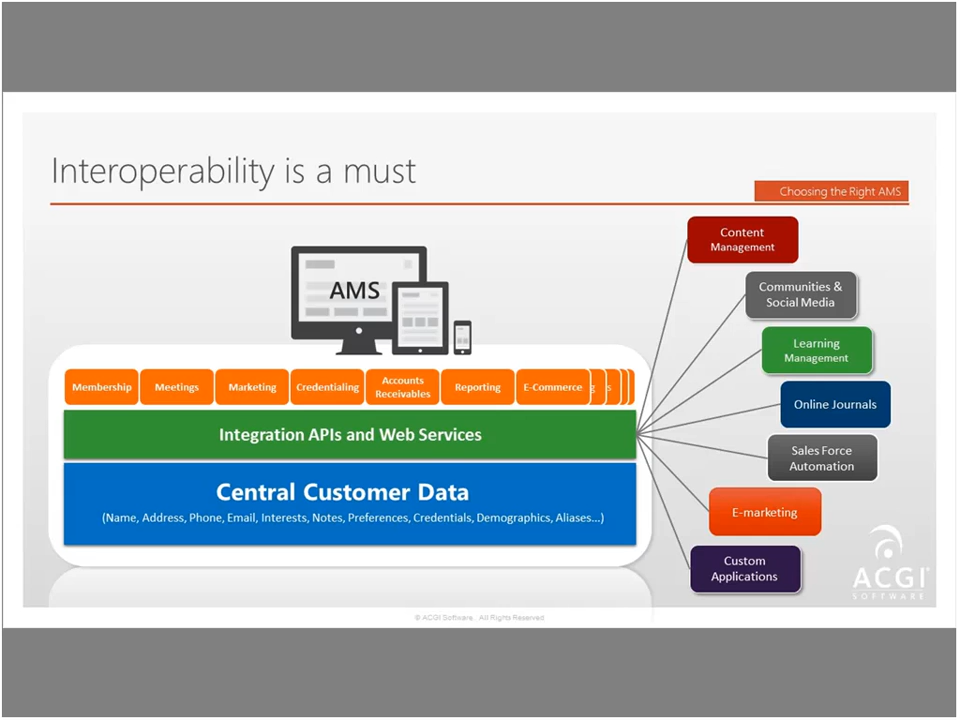 Interoperability is a must
Choosing the Right AMS
AMS
Membership
Meetings
Marketing
Credentialing
Accounts
Receivables
Reporting
E-Commerce
Integration APIs and Web Services
Central Customer Data
(Name, Address, Phone, Email, Interests, Notes, Preferences, Credentials, Demographics, Aliases...)
Content
Management
Communities &
Social Media
Learning
Management
Online Journals
Sales Force
Automation
E-marketing
Custom
Applications
ACGI®
SOFTWARE
© ACGI Software. All Rights Reserved